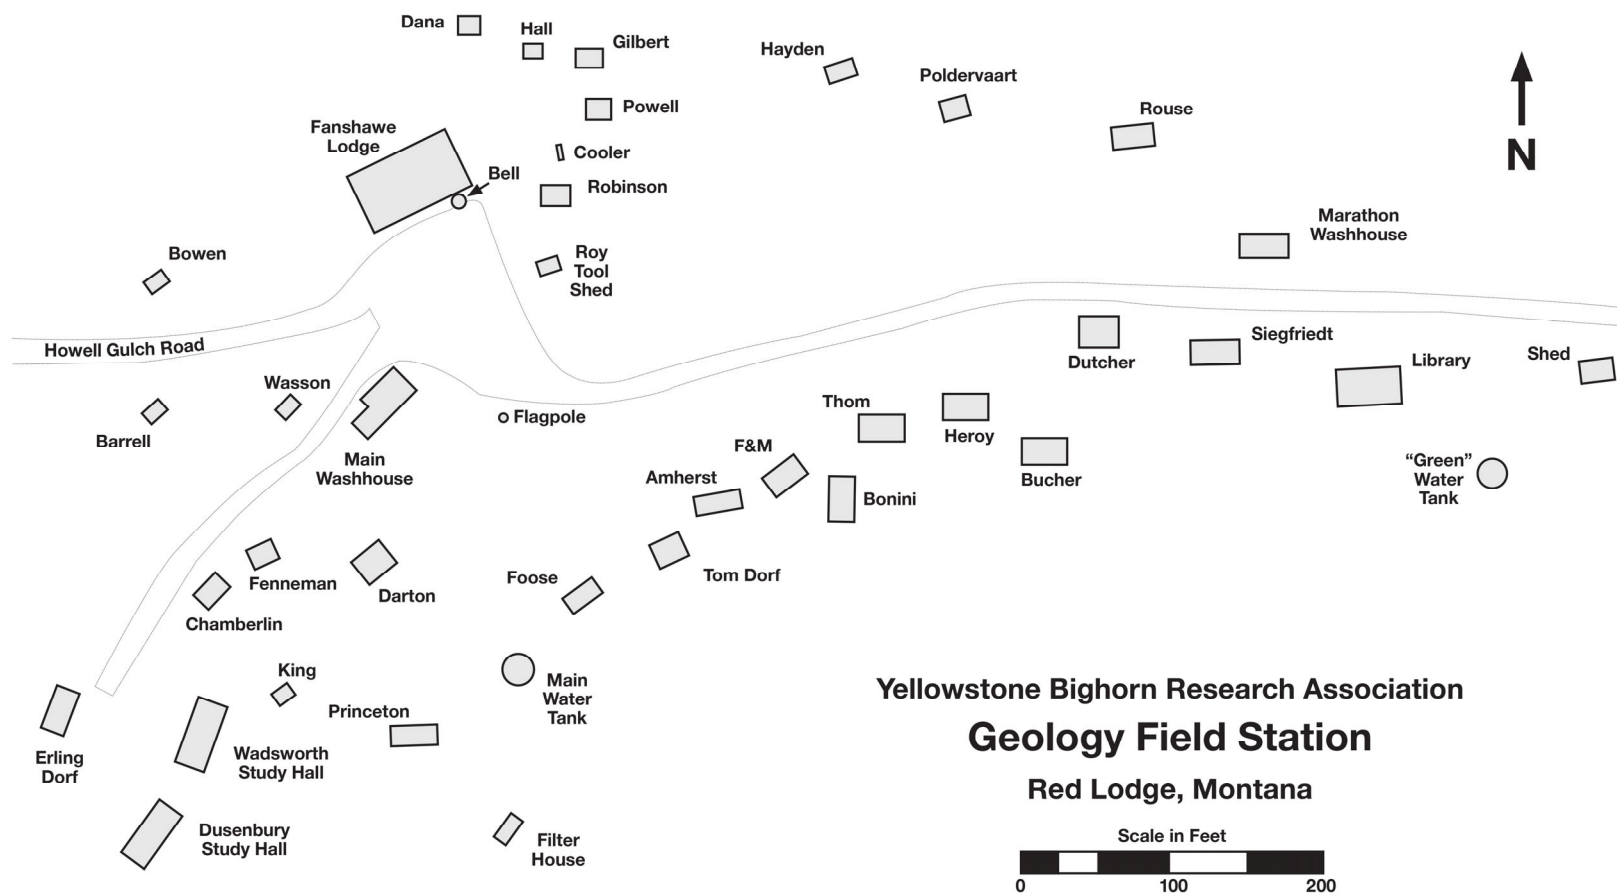 Dana
Hall
Gilbert
Hayden
Poldervaart
Rouse
Powell
Fanshawe
Lodge
Cooler
Bell
Robinson
N
Marathon
Washhouse
Bowen
Roy
Tool
Shed
Howell Gulch Road
Siegfriedt
Dutcher
Library
Shed
Wasson
Barrell
Flagpole
Thom
Heroy
Main
Washhouse
F&M
Amherst
Bonini
Bucher
“Green”
Water
Tank
Fenneman
Darton
Foose
Tom Dorf
Chamberlin
King
Princeton
Main
Water
Tank
Erling
Dorf
Wadsworth
Study Hall
Dusenbury
Study Hall
Filter
House
Yellowstone Bighorn Research Association
Geology Field Station
Red Lodge, Montana
Scale in Feet
0 100 200